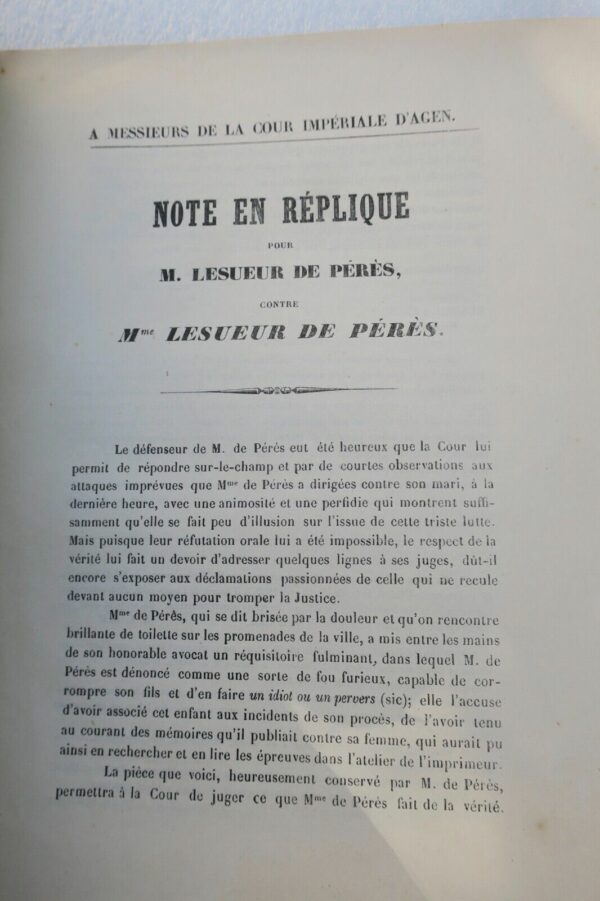 A MESSIEURS DE LA COUR IMPÉRIALE D'AGEN.
NOTE EN RÉPLIQUE
POUR
M. LESUEUR DE PÉRÈS,
CONTRE
Mme LESUEUR DE PÉRÈS.
Le défenseur de M. de Pérès eut été heureux que la Cour lui
permit de répondre sur-le-champ et par de courtes observations aux
attaques imprévues que Mme de Pérès a dirigées contre son mari, à la
dernière heure, avec une animosité et une perfidie qui montrent suffi-
samment qu'elle se fait peu d'illusion sur l'issue de cette triste lutte.
Mais puisque leur réfutation orale lui a été impossible, le respect de la
vérité lui fait un devoir d'adresser quelques lignes à ses juges, dût-il
encore s'exposer aux déclamations passionnées de celle qui ne recule
devant aucun moyen pour tromper la Justice.
Mme de Pérès, qui se dit brisée par la douleur et qu'on rencontre
brillante de toilette sur les promenades de la ville, a mis entre les mains
de son honorable avocat un réquisitoire fulminant, dans lequel M. de
Pérès est dénoncé comme une sorte de fou furieux, capable de cor-
rompre son fils et d'en faire un idiot ou un pervers (sic); elle l'accuse
d'avoir associé cet enfant aux incidents de son procès, de l'avoir tenu
au courant des mémoires qu'il publiait contre sa femme, qui aurait pu
ainsi en rechercher et en lire les épreuves dans l'atelier de l'imprimeur.
La pièce que voici, heureusement conservé par M. de Pérès,
permettra à la Cour de juger ce que Mme de Pérès fait de la vérité.